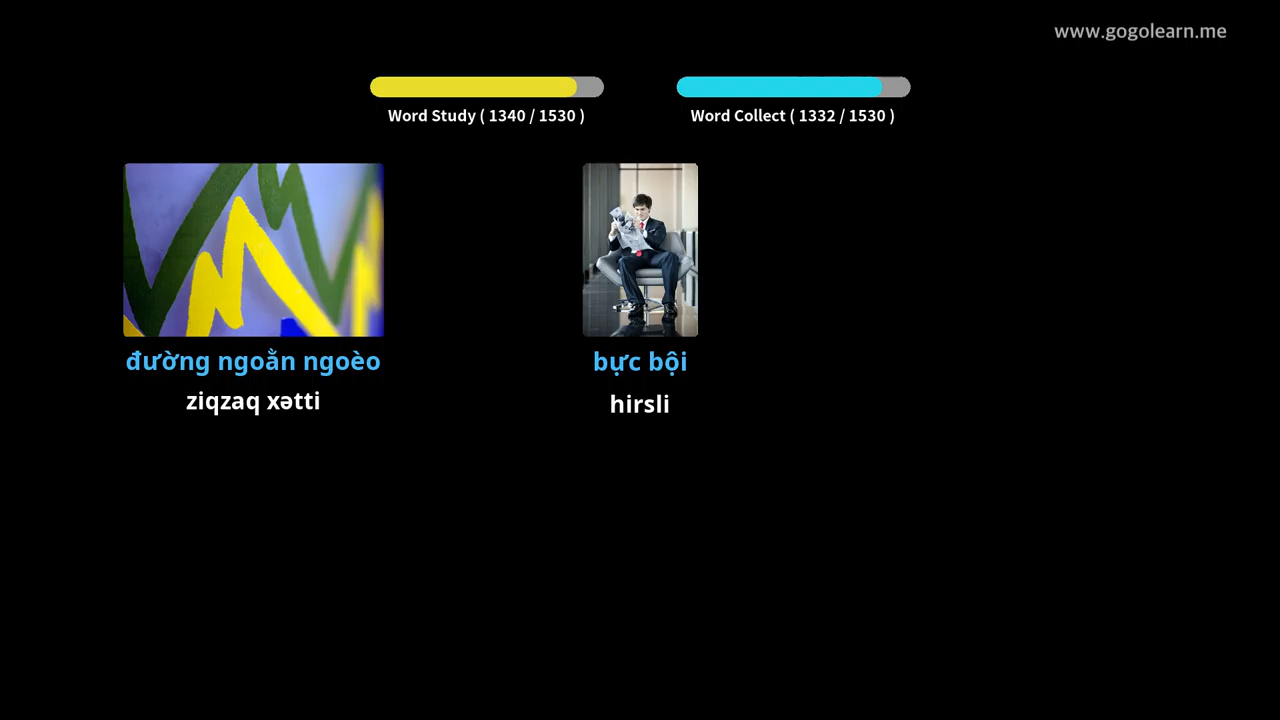 www.gogolearn.me
Word Study ( 1340 / 1530 )
Word Collect ( 1332 / 1530 )
đường ngoằn ngoèo
ziqzaq xətti
bực bội
hirsli